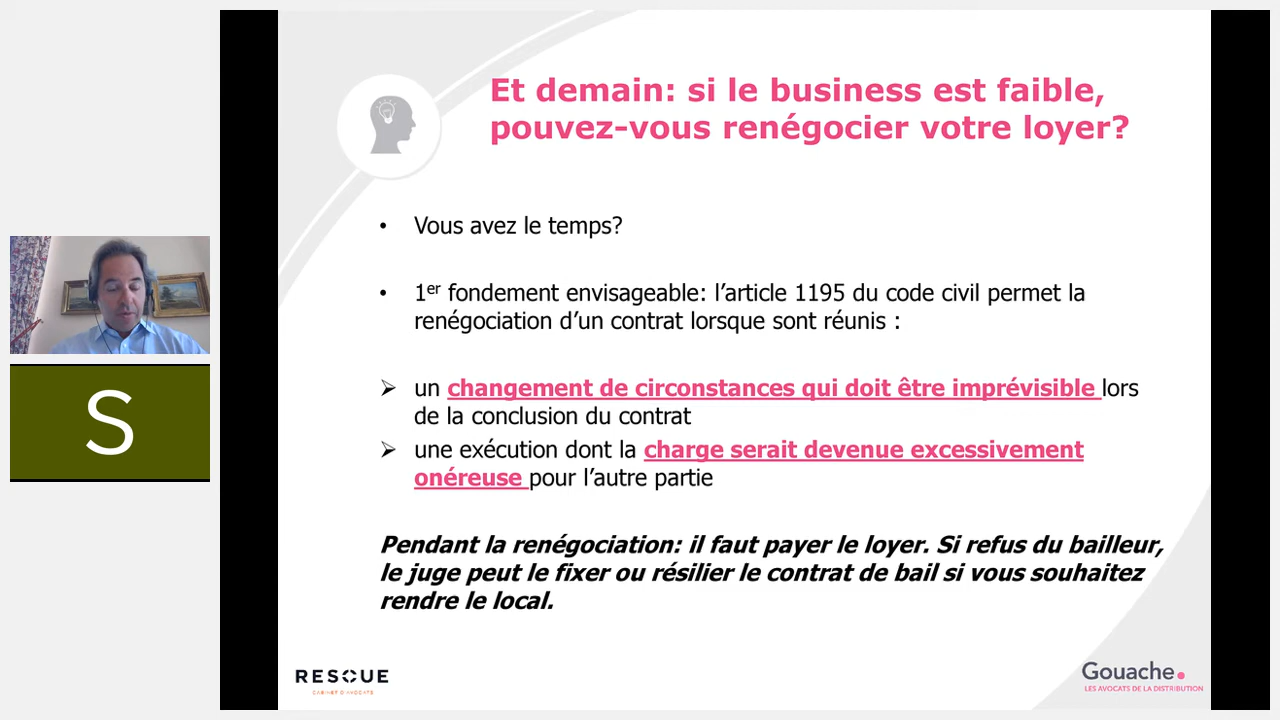 Et demain: si le business est faible,
pouvez-vous renégocier votre loyer?
• Vous avez le temps?
• 1er fondement envisageable: l’article 1195 du code civil permet la
renégociation d’un contrat lorsque sont réunis :
➢ un changement de circonstances qui doit être imprévisible lors
de la conclusion du contrat
➢ une exécution dont la charge serait devenue excessivement
onéreuse pour l’autre partie
Pendant la renégociation: il faut payer le loyer. Si refus du bailleur,
le juge peut le fixer ou résilier le contrat de bail si vous souhaitez
rendre le local.
S
RESCUE
CABINET D'AVOCATS
Gouache.
LES AVOCATS DE LA DISTRIBUTION